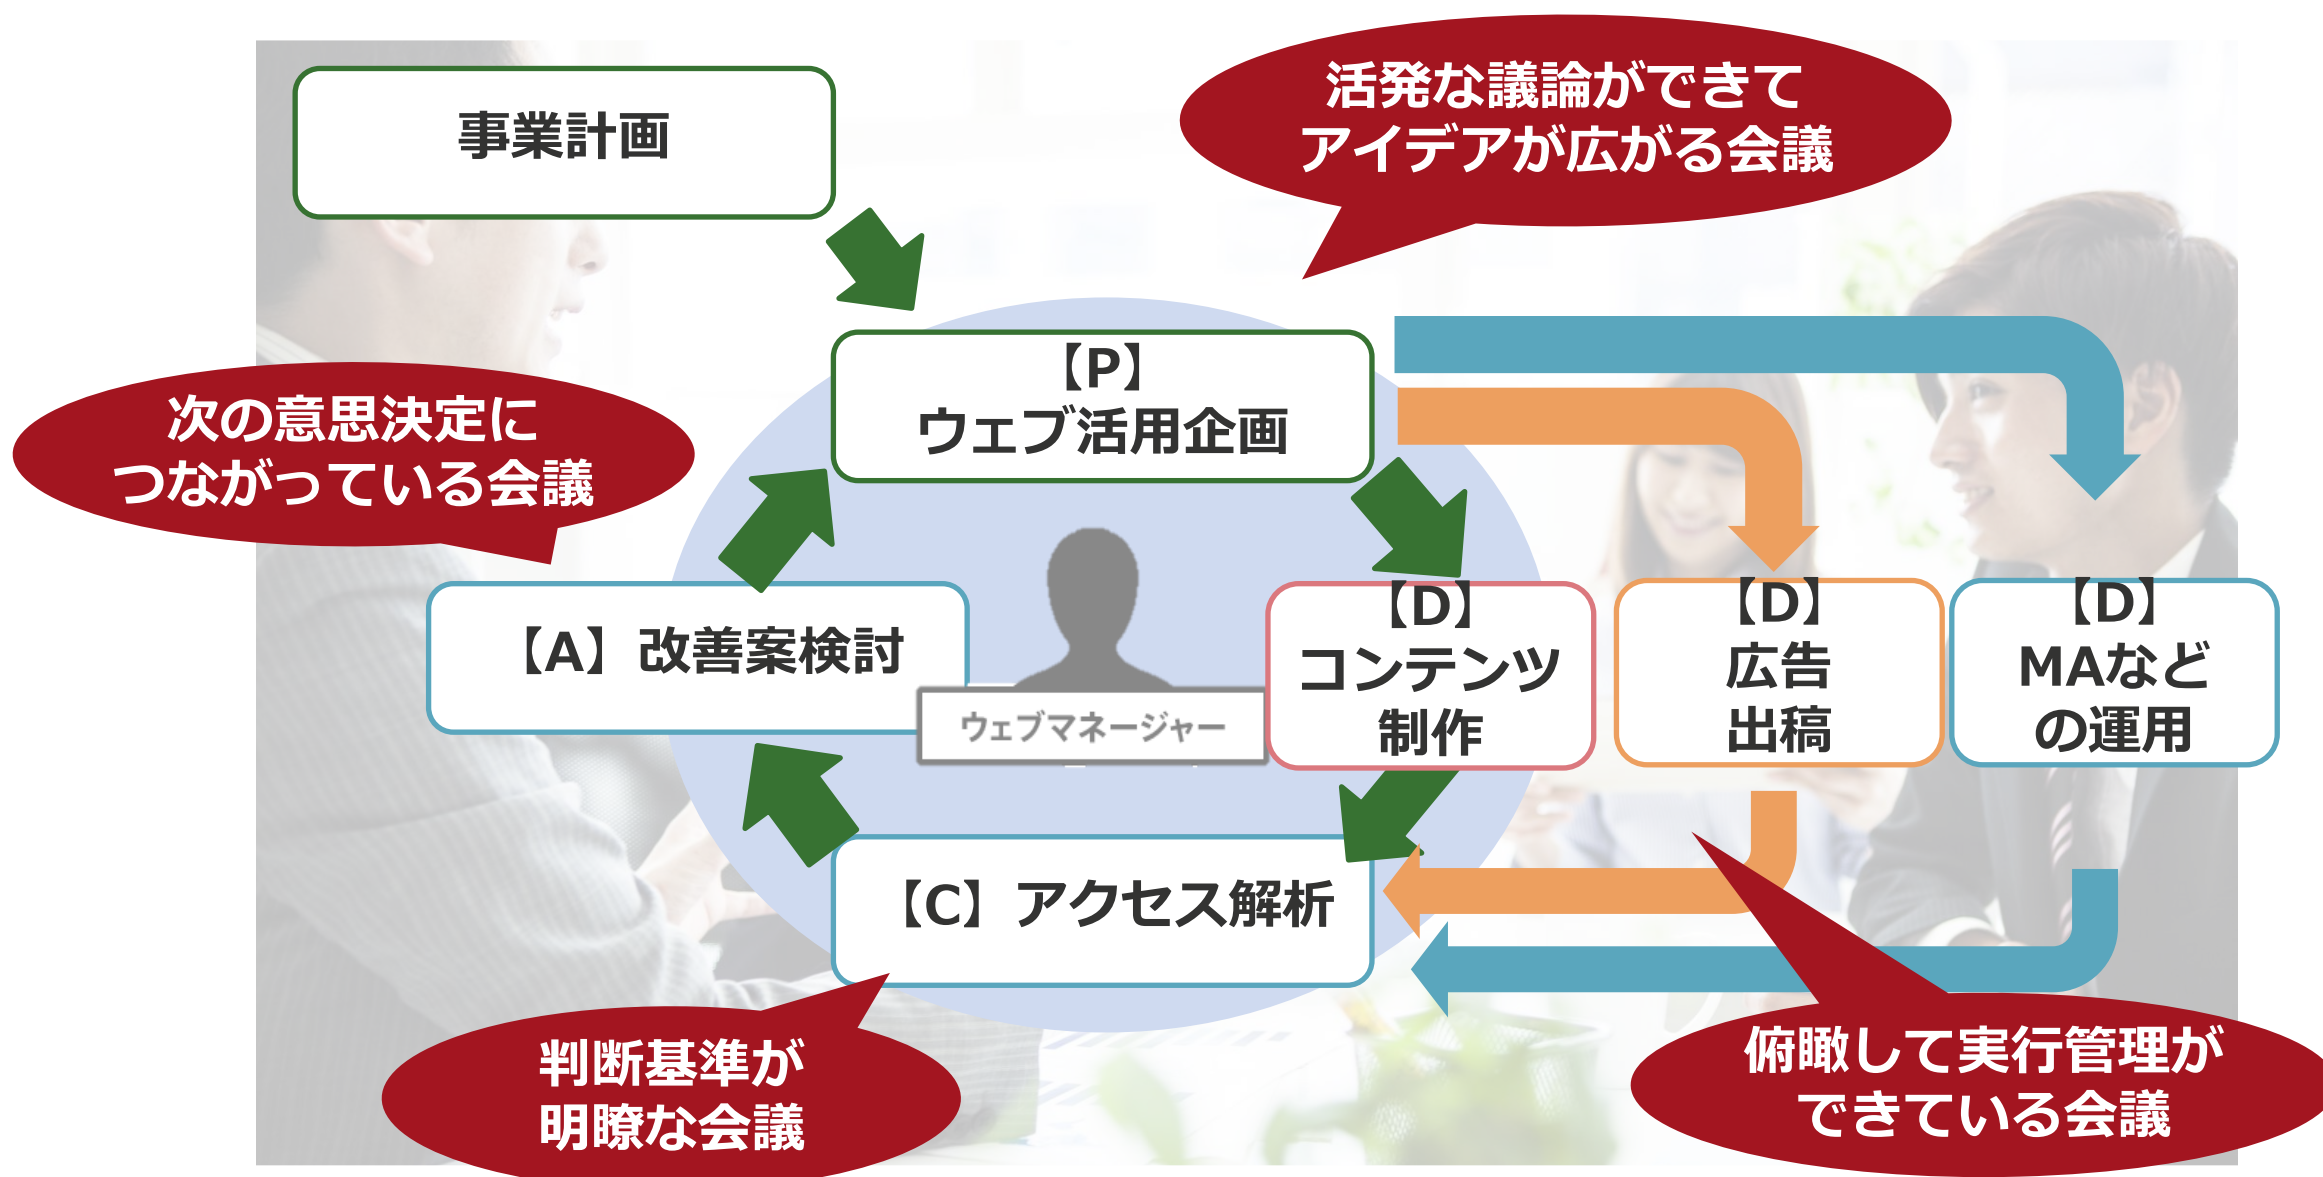 事業計画
活発な議論ができて
アイデアが広がる会議
【P】
ウェブ活用企画
次の意思決定に
つながっている会議
【A】改善案検討
ウェブマネージャー
【D】
コンテンツ
制作
【D】
広告
出稿
【D】
MAなど
の運用
【C】アクセス解析
判断基準が
明瞭な会議
俯瞰して実行管理が
できている会議